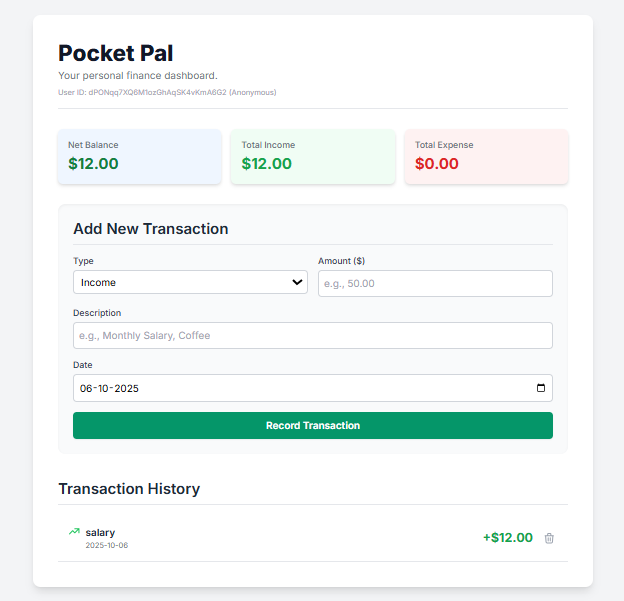 Pocket Pal
Your personal finance dashboard.
User ID: dPONqq7XQ6M1ozGhAqSK4vKmA6G2 (Anonymous)
Net Balance
$12.00
Total Income
$12.00
Total Expense
$0.00
Add New Transaction
Type
Income
Amount ($)
e.g., 50.00
Description
e.g., Monthly Salary, Coffee
Date
06-10-2025
Record Transaction
Transaction History
salary
2025-10-06
+$12.00